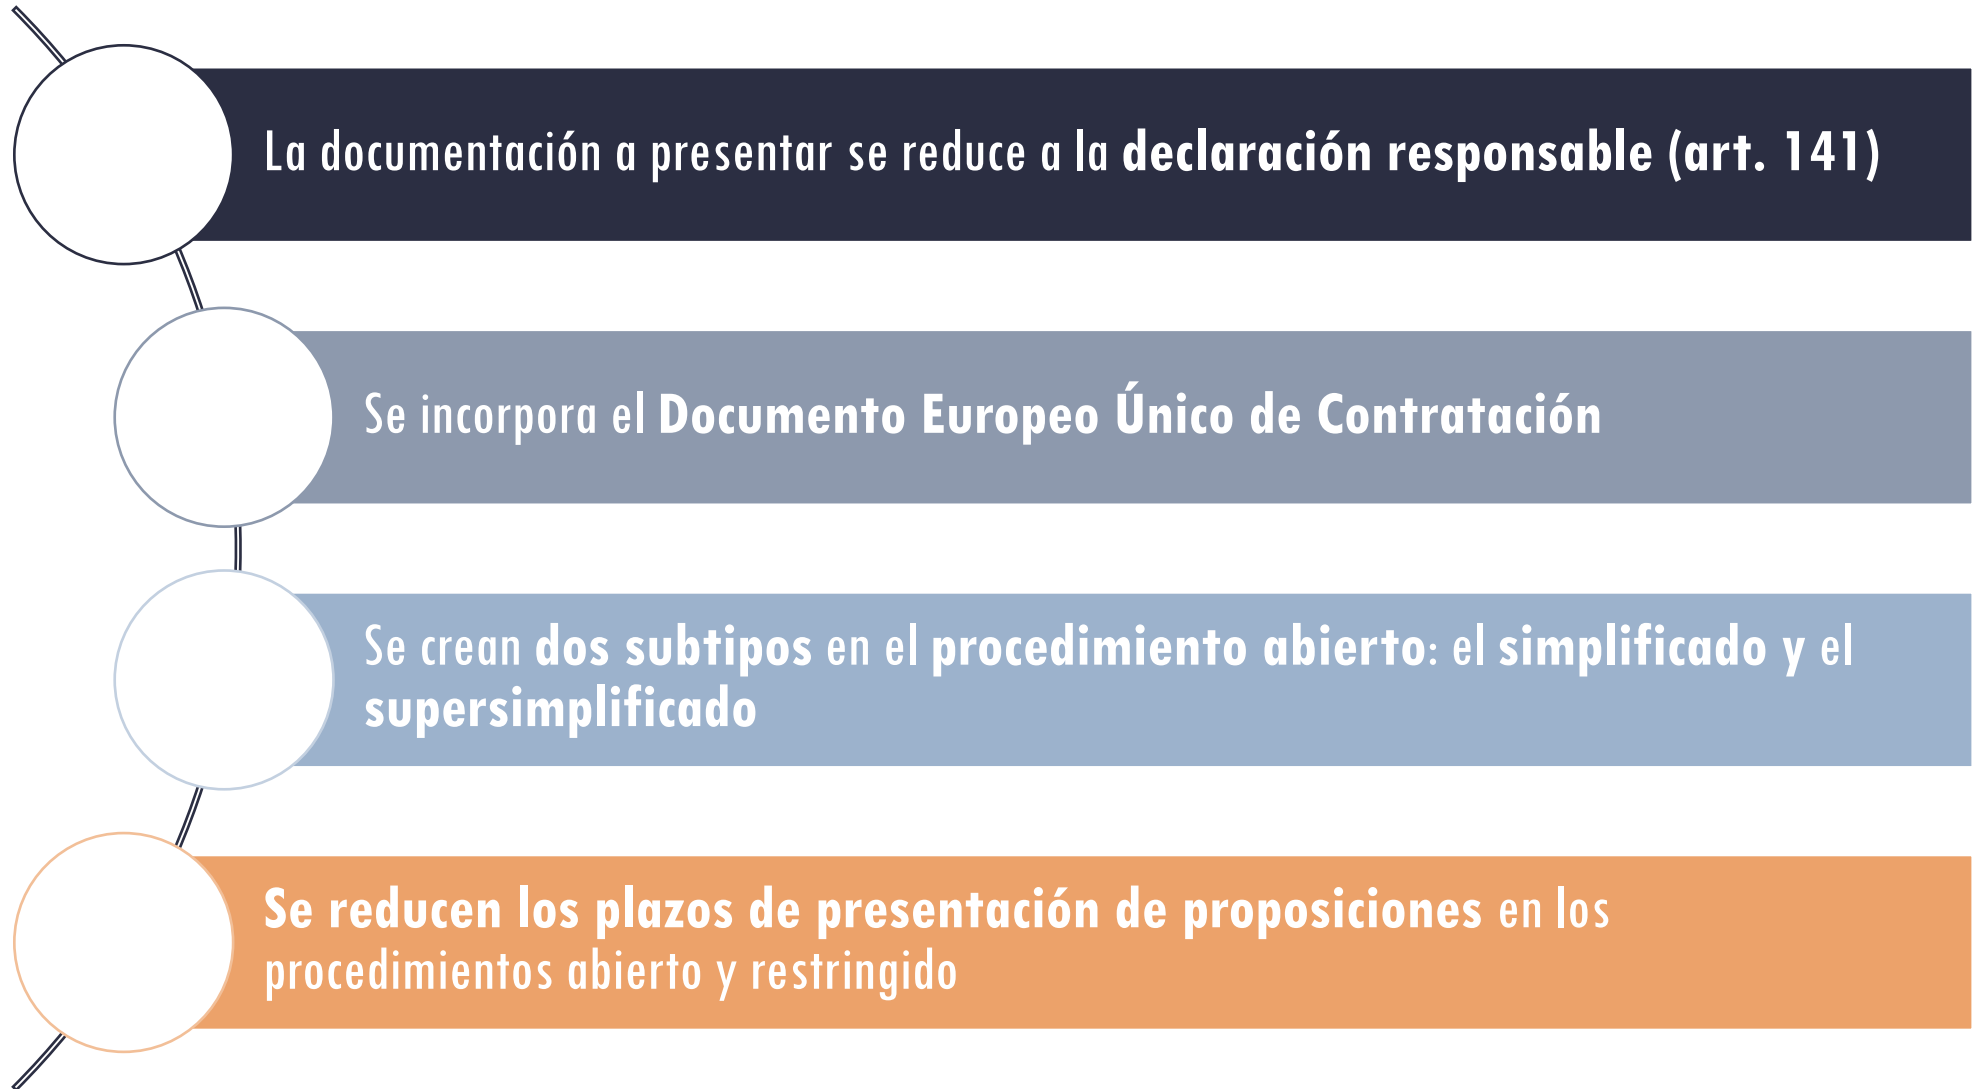 La documentación a presentar se reduce a la declaración responsable (art. 141)
Se incorpora el Documento Europeo Único de Contratación
Se crean dos subtipos en el procedimiento abierto: el simplificado y el
supersimplificado
Se reducen los plazos de presentación de proposiciones en los
procedimientos abierto y restringido